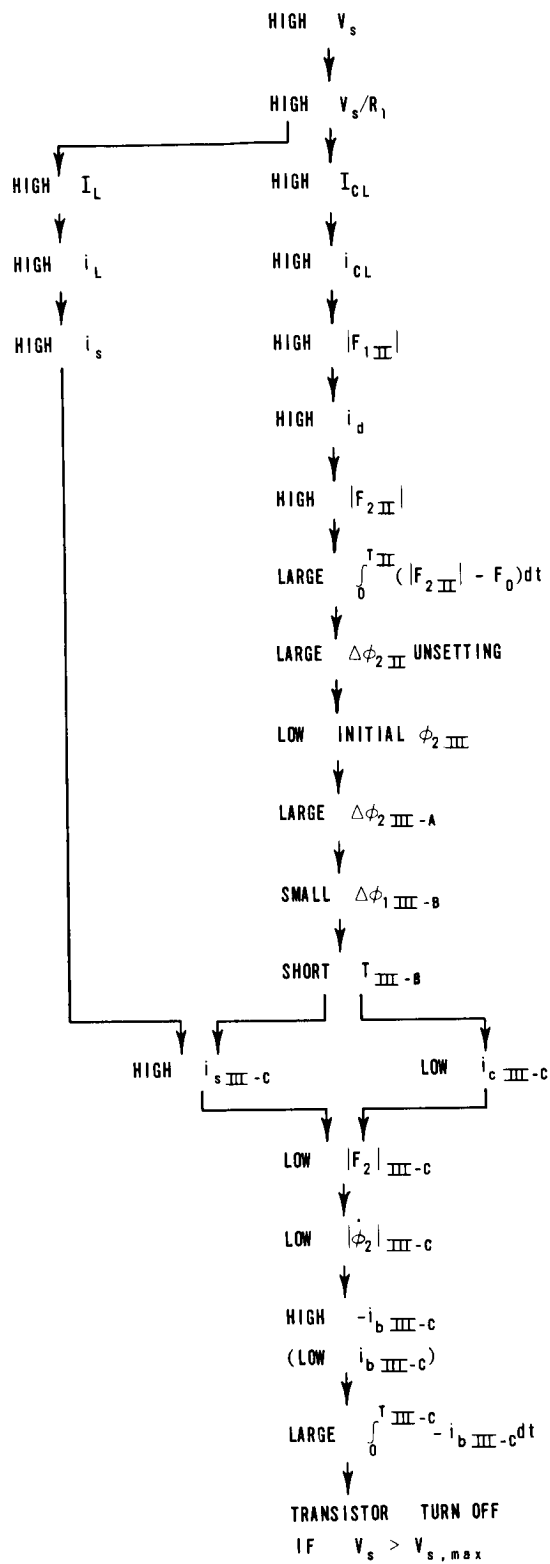 HIGH V_s
HIGH V_s/R_1
HIGH I_L
HIGH I_CL
HIGH i_L
HIGH i_CL
HIGH i_s
HIGH |F_1 II|
HIGH i_d
HIGH |F_2 II|
LARGE ∫_0^{T_II} (|F_2 II| - F_0)dt
LARGE Δϕ_2 II UNSETTING
LOW INITIAL ϕ_2 III
LARGE Δϕ_2 III-A
SMALL Δϕ_1 III-B
SHORT T_III-B
HIGH i_s III-C
LOW i_c III-C
LOW |F_2|_III-C
LOW |ϕ̇_2|_III-C
HIGH -i_b III-C
(LOW i_b III-C)
LARGE ∫_0^{T_III-C} -i_b III-C dt
TRANSISTOR TURN OFF
IF V_s > V_s,max